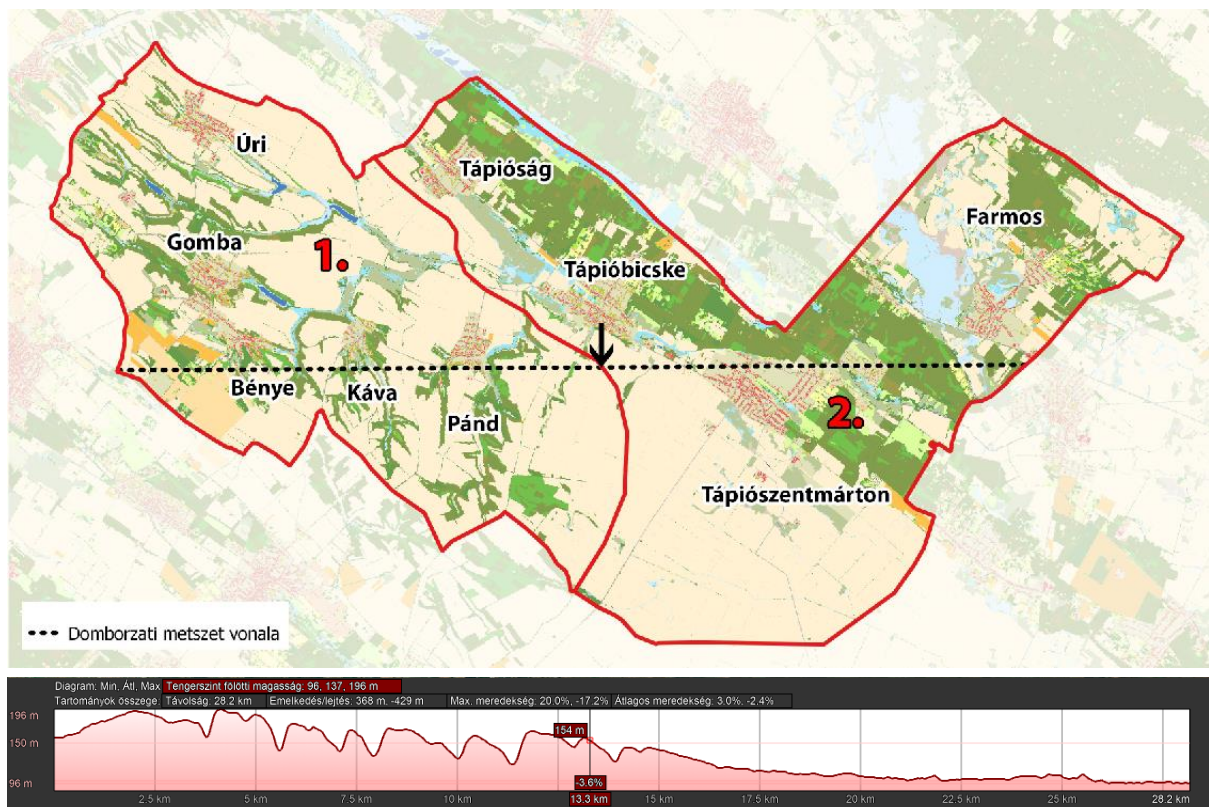 Úri
Tápióság
Farmos
Gomba
1.
Tápióbicske
Bénye
Káva
Pánd
2.
Tápiószentmárton
Domborzati metszet vonala
Diagram: Min. Átl, Max Tengerszint fölötti magasság: 96, 137, 196 m
Tartományok összege: Távolság: 28.2 km Emelkedés/lejtés: 368 m, -429 m Max. meredekség: 20.0%, -17.2% Átlagos meredekség: 3.0%, -2.4%
196 m
154 m
150 m
96 m
-3.6%
2.5 km 5 km 7.5 km 10 km 13.3 km 15 km 17.5 km 20 km 22.5 km 25 km 28.2 km